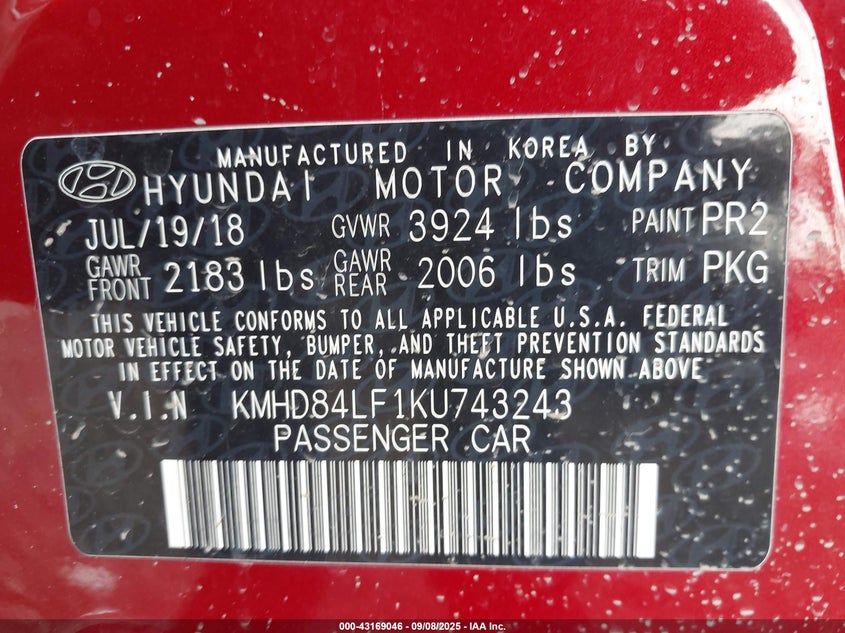 MANUFACTURED IN KOREA BY
HYUNDAI MOTOR COMPANY
JUL/19/18 GVWR 3924 lbs PAINT PR2
GAWR FRONT 2183 lbs GAWR REAR 2006 lbs TRIM PKG
THIS VEHICLE CONFORMS TO ALL APPLICABLE U.S.A. FEDERAL
MOTOR VEHICLE SAFETY, BUMPER, AND THEFT PREVENTION STANDARDS
IN EFFECT ON THE DATE OF MANUFACTURE SHOWN ABOVE
V.I.N KMHD84LF1KU743243
PASSENGER CAR
000-43169046 - 09/08/2025 - IAA Inc.